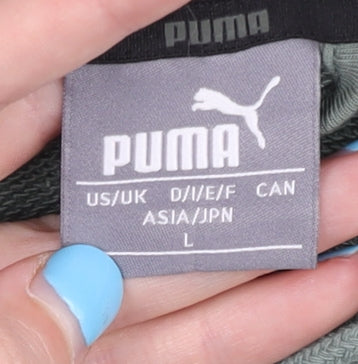 PUMA
PUMA
US/UK D/I/E/F CAN
ASIA/JPN
L